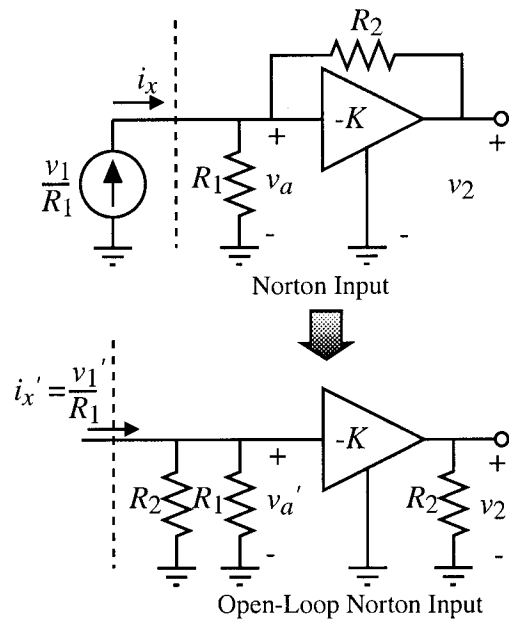 R2
ix
+
-K
+
v1
R1
R1
va
v2
-
-
Norton Input
ix' = v1'
R1
+
-K
+
R2
R1
va'
R2
v2
-
-
Open-Loop Norton Input